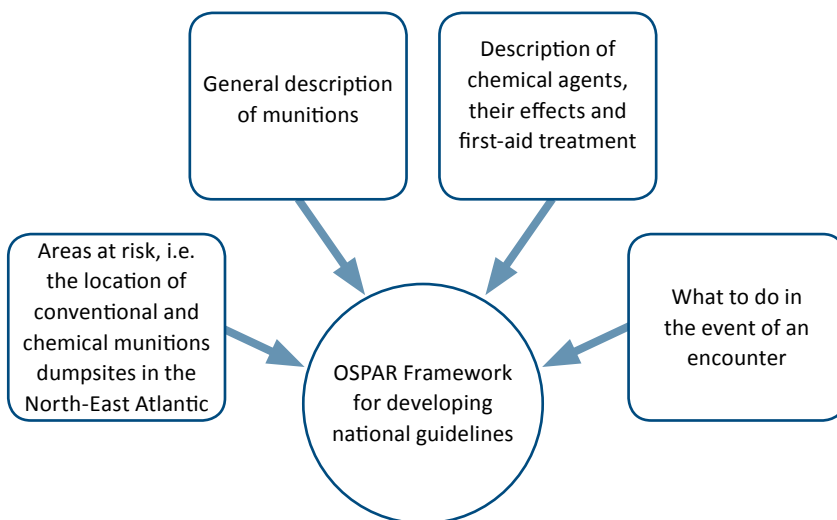 General description
of munitions
Description of
chemical agents,
their effects and
first-aid treatment
Areas at risk, i.e.
the location of
conventional and
chemical munitions
dumpsites in the
North-East Atlantic
What to do in
the event of an
encounter
OSPAR Framework
for developing
national guidelines